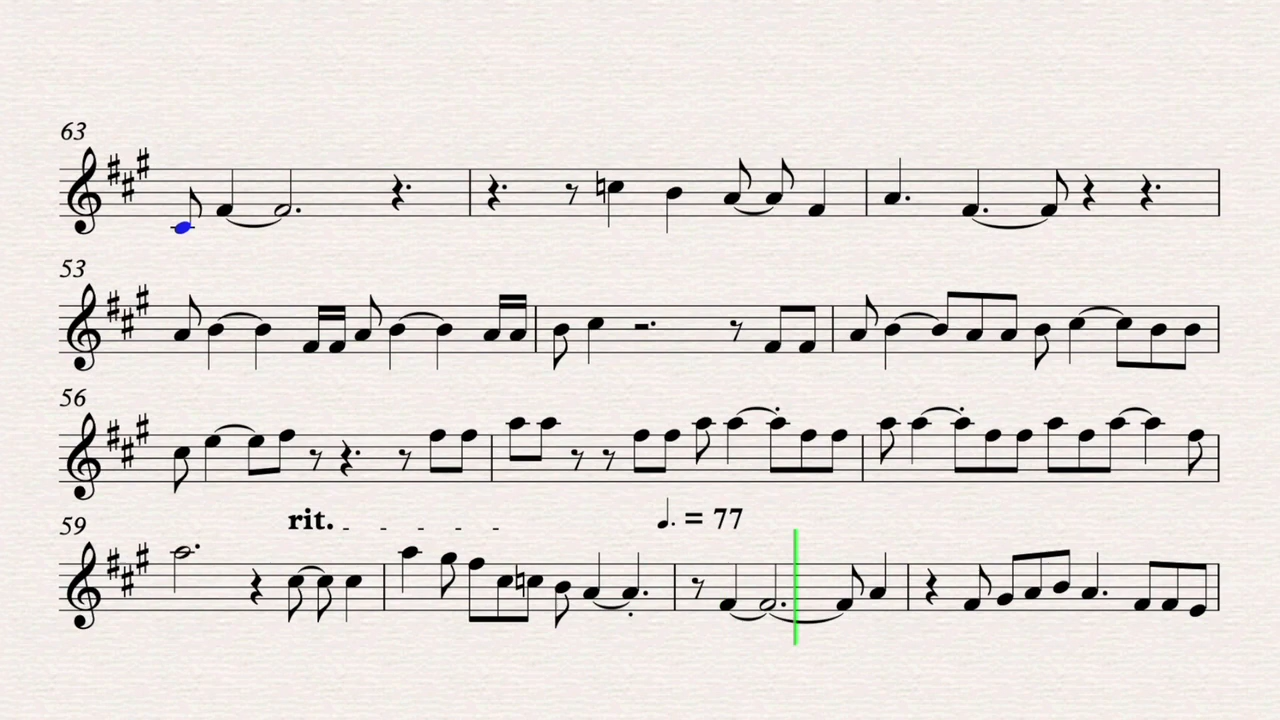 63
53
56
rit. - - - - - ♩. = 77
59